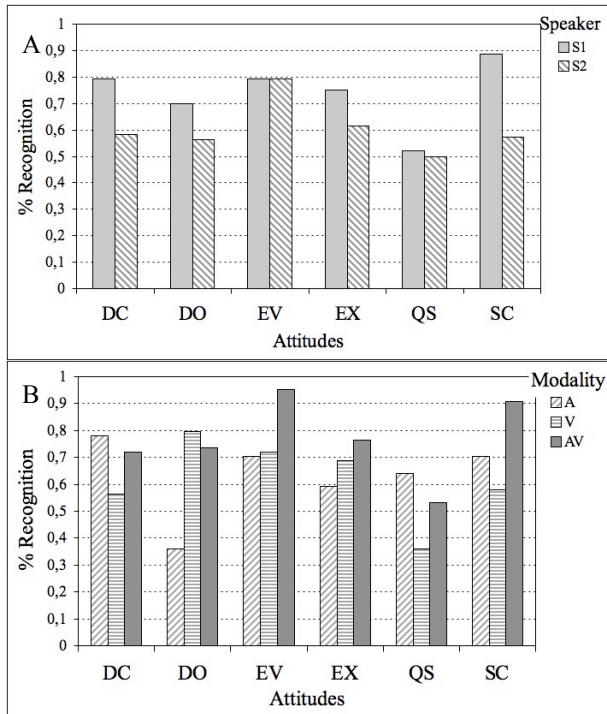 A
Speaker
S1
S2
% Recognition
1
0,9
0,8
0,7
0,6
0,5
0,4
0,3
0,2
0,1
0
DC DO EV EX QS SC
Attitudes
B
Modality
A
V
AV
% Recognition
1
0,9
0,8
0,7
0,6
0,5
0,4
0,3
0,2
0,1
0
DC DO EV EX QS SC
Attitudes